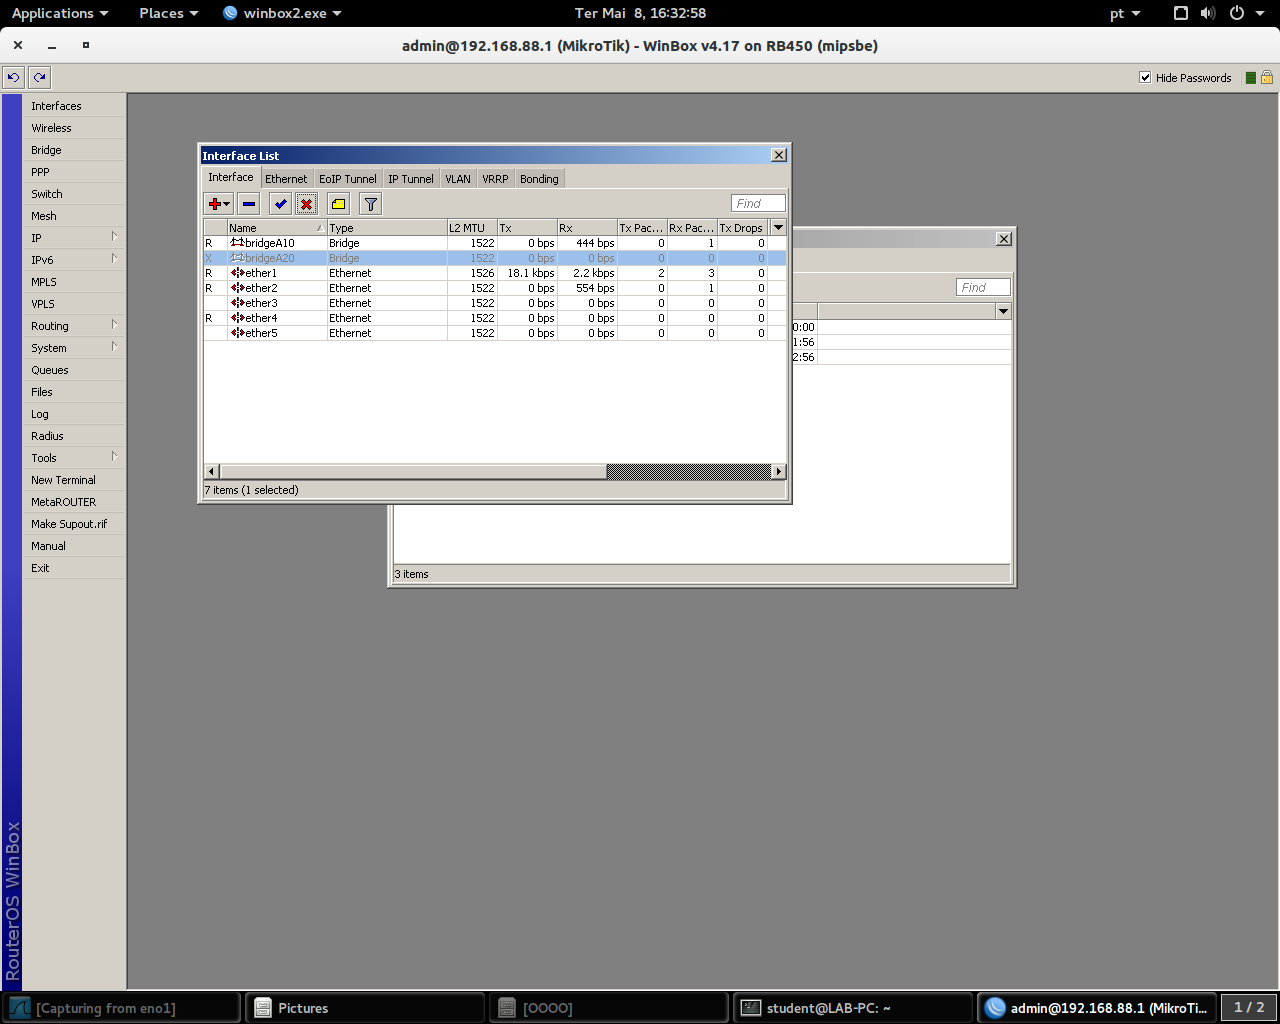 Applications Places winbox2.exe Ter Mai 8, 16:32:58 pt
admin@192.168.88.1 (MikroTik) - WinBox v4.17 on RB450 (mipsbe)
Hide Passwords
Interfaces
Wireless
Bridge
PPP
Switch
Mesh
IP
IPv6
MPLS
VPLS
Routing
System
Queues
Files
Log
Radius
Tools
New Terminal
MetaROUTER
Make Supout.rif
Manual
Exit
RouterOS WinBox
Interface List
Interface Ethernet EoIP Tunnel IP Tunnel VLAN VRRP Bonding
Find
Name Type L2 MTU Tx Rx Tx Pac... Rx Pac... Tx Drops
R bridgeA10 Bridge 1522 0 bps 444 bps 0 1 0
X bridgeA20 Bridge 1522 0 bps 0 bps 0 0 0
R ether1 Ethernet 1526 18.1 kbps 2.2 kbps 2 3 0
R ether2 Ethernet 1522 0 bps 554 bps 0 1 0
ether3 Ethernet 1522 0 bps 0 bps 0 0 0
R ether4 Ethernet 1522 0 bps 0 bps 0 0 0
ether5 Ethernet 1522 0 bps 0 bps 0 0 0
7 items (1 selected)
Find
0:00
1:56
2:56
3 items
[Capturing from eno1] Pictures [OOOO] student@LAB-PC: ~ admin@192.168.88.1 (MikroTi... 1 / 2